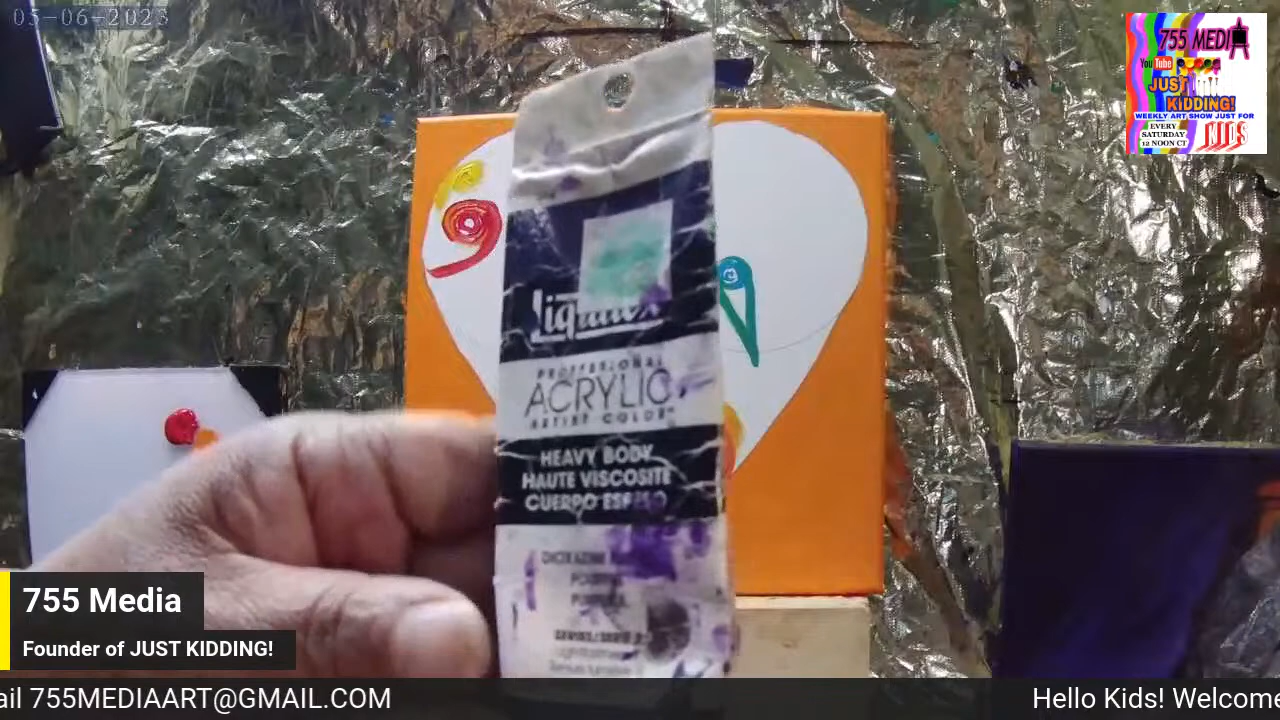 05-06-2023
755 MEDIA
YouTube
JUST
KIDDING!
WEEKLY ART SHOW JUST FOR
EVERY
SATURDAY
12 NOON CT
KIDS
Liquitex
PROFESSIONAL
ACRYLIC
ARTIST COLOR
HEAVY BODY
HAUTE VISCOSITE
CUERPO ESPESO
755 Media
Founder of JUST KIDDING!
ail 755MEDIAART@GMAIL.COM
Hello Kids! Welcome